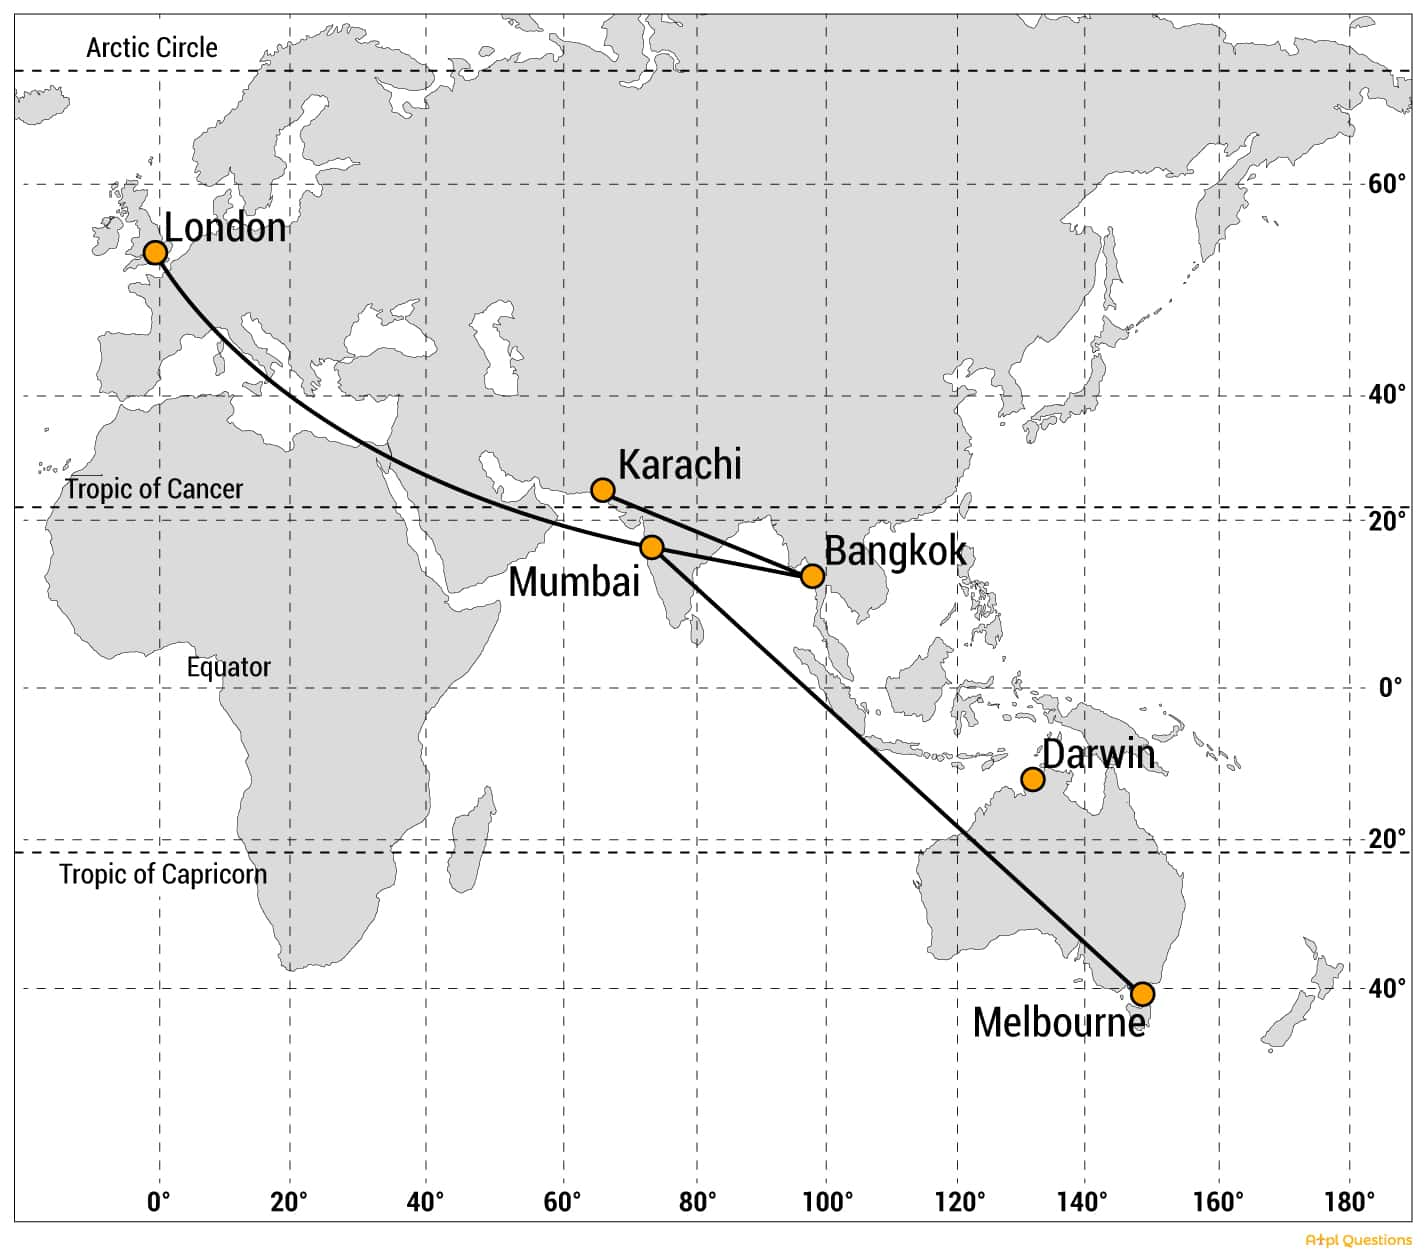 Arctic Circle
60°
London
40°
Karachi
Tropic of Cancer
20°
Bangkok
Mumbai
Equator
0°
Darwin
20°
Tropic of Capricorn
40°
Melbourne
0° 20° 40° 60° 80° 100° 120° 140° 160° 180°
Atpl Questions